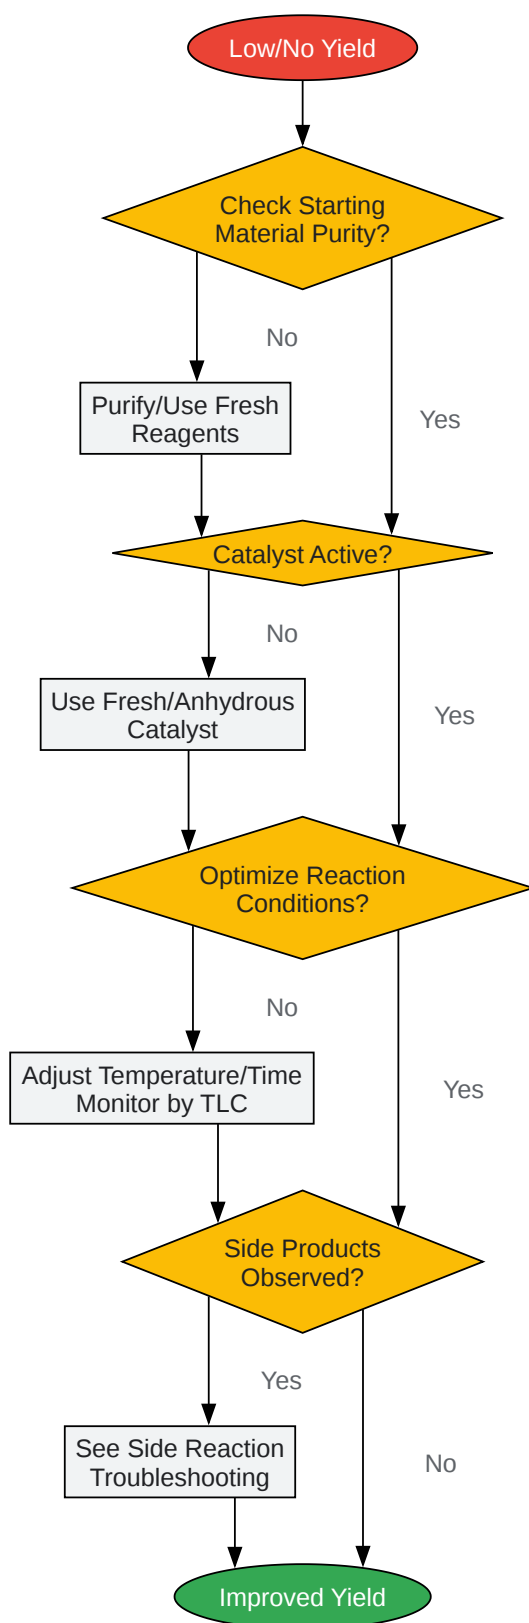 Low/No Yield
Check Starting
Material Purity?
No
Purify/Use Fresh
Reagents
Yes
Catalyst Active?
No
Use Fresh/Anhydrous
Catalyst
Yes
Optimize Reaction
Conditions?
No
Adjust Temperature/Time
Monitor by TLC
Yes
Side Products
Observed?
Yes
See Side Reaction
Troubleshooting
No
Improved Yield